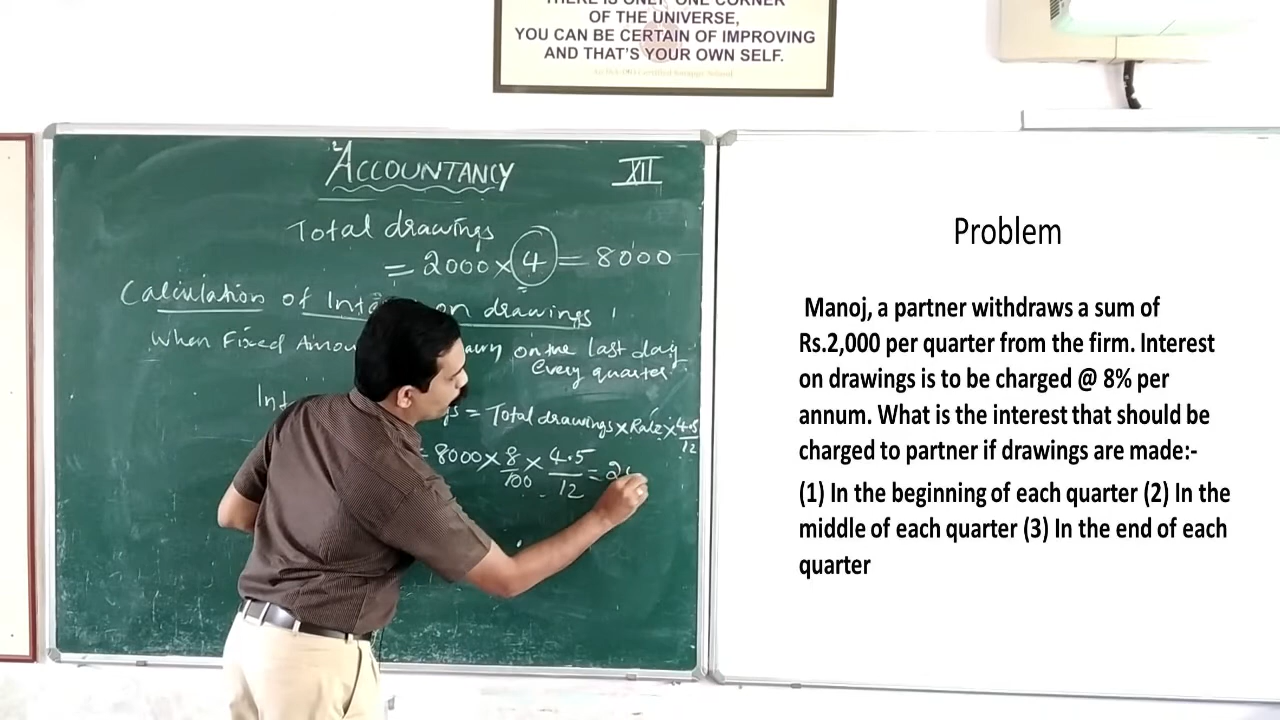 THERE IS ONLY ONE CORNER
OF THE UNIVERSE,
YOU CAN BE CERTAIN OF IMPROVING
AND THAT'S YOUR OWN SELF.
ACCOUNTANCY XII
Total drawings
= 2000 × 4 = 8000
Calculation of Int on drawings
When Fixed Amou on the last day
Every quarter
Int = Total drawings × Rate × 4.5/12
= 8000 × 8/100 × 4.5/12 =
Problem
Manoj, a partner withdraws a sum of
Rs.2,000 per quarter from the firm. Interest
on drawings is to be charged @ 8% per
annum. What is the interest that should be
charged to partner if drawings are made:-
(1) In the beginning of each quarter (2) In the
middle of each quarter (3) In the end of each
quarter